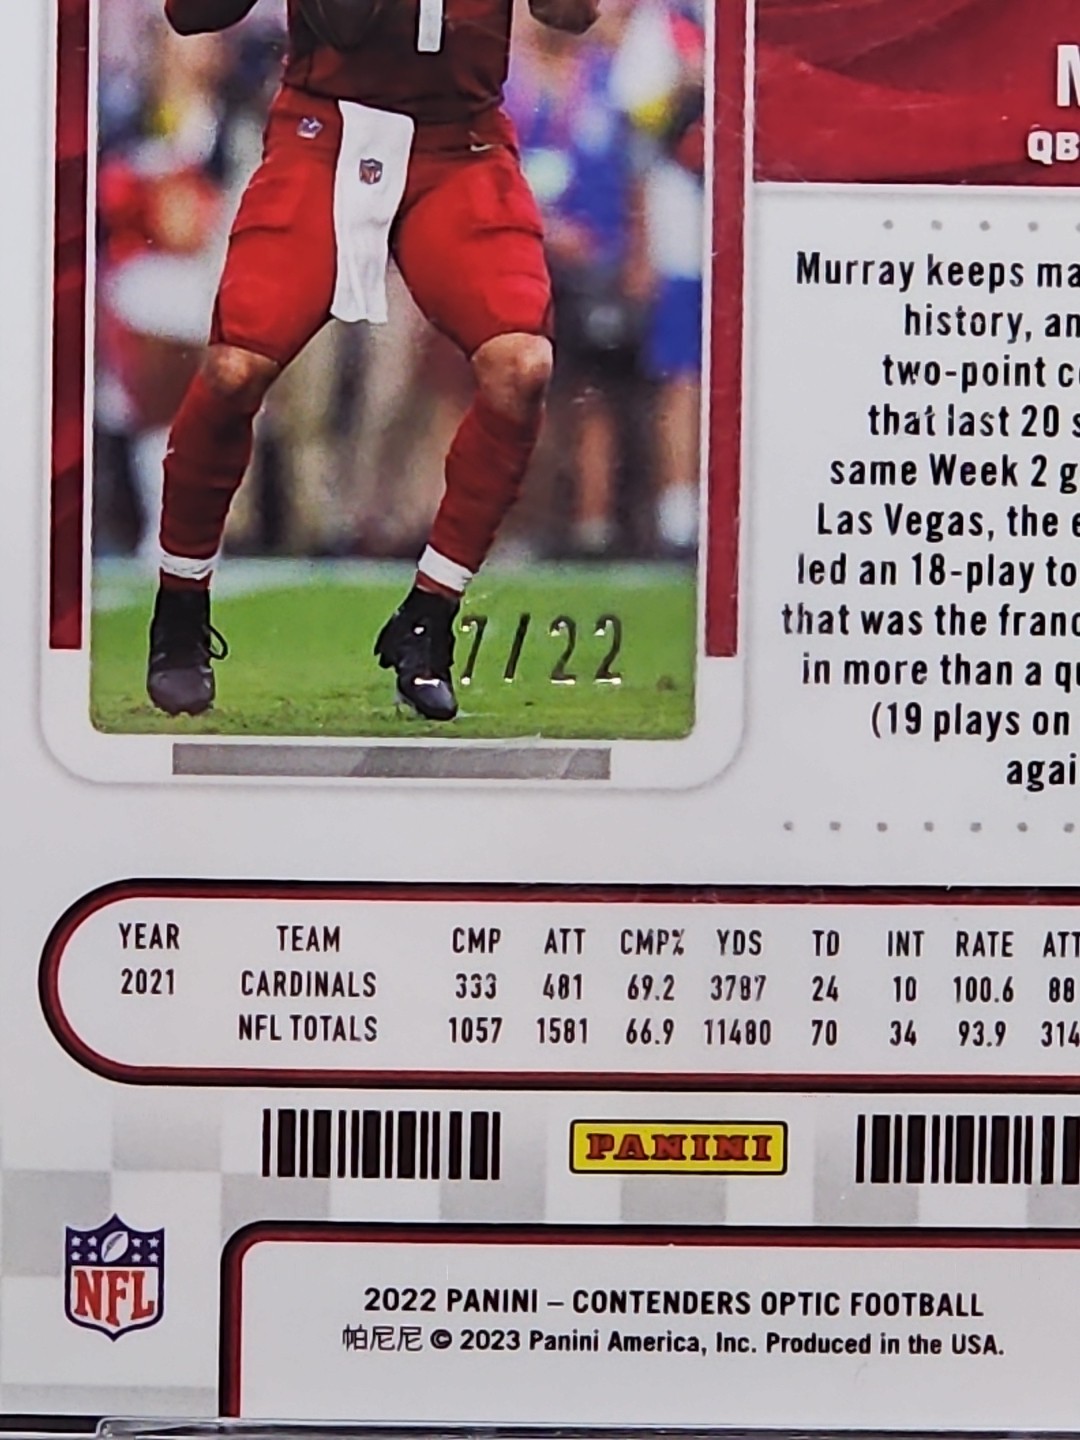 1
M
QB
Murray keeps ma
history, an
two-point c
that last 20 s
same Week 2 g
Las Vegas, the e
led an 18-play to
that was the franc
in more than a qu
(19 plays on
agai
7/22
YEAR TEAM CMP ATT CMP% YDS TD INT RATE ATT
2021 CARDINALS 333 481 69.2 3787 24 10 100.6 88
NFL TOTALS 1057 1581 66.9 11480 70 34 93.9 314
PANINI
NFL
2022 PANINI – CONTENDERS OPTIC FOOTBALL
帕尼尼 © 2023 Panini America, Inc. Produced in the USA.